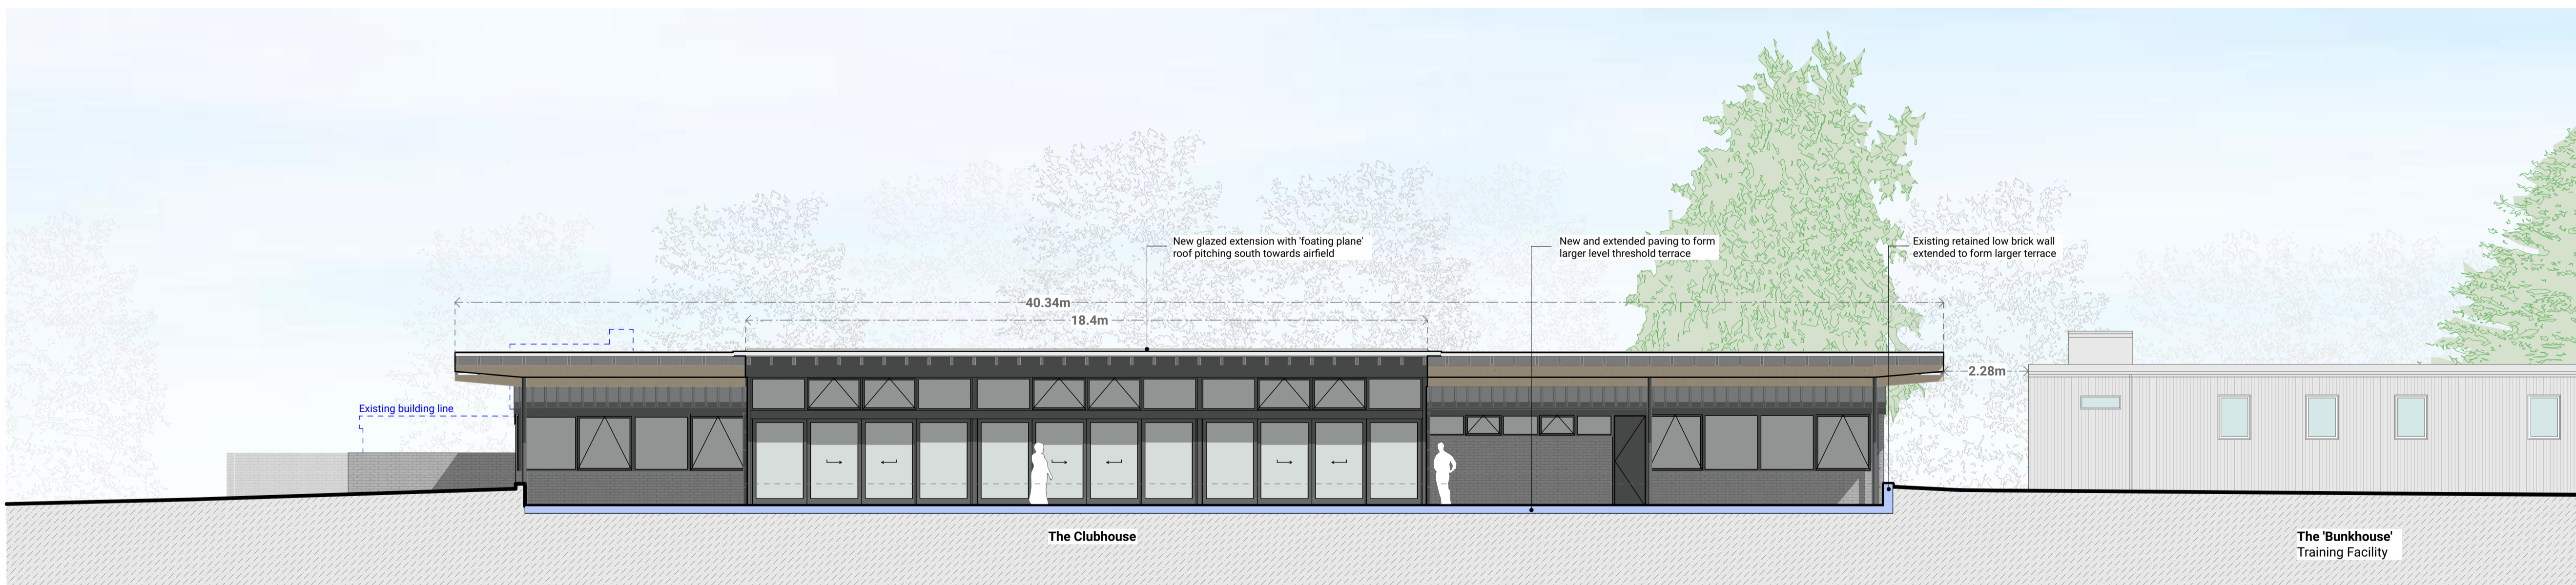 New glazed extension with 'foating plane'
roof pitching south towards airfield
New and extended paving to form
larger level threshold terrace
Existing retained low brick wall
extended to form larger terrace
40.34m
18.4m
2.28m
Existing building line
The Clubhouse
The 'Bunkhouse'
Training Facility